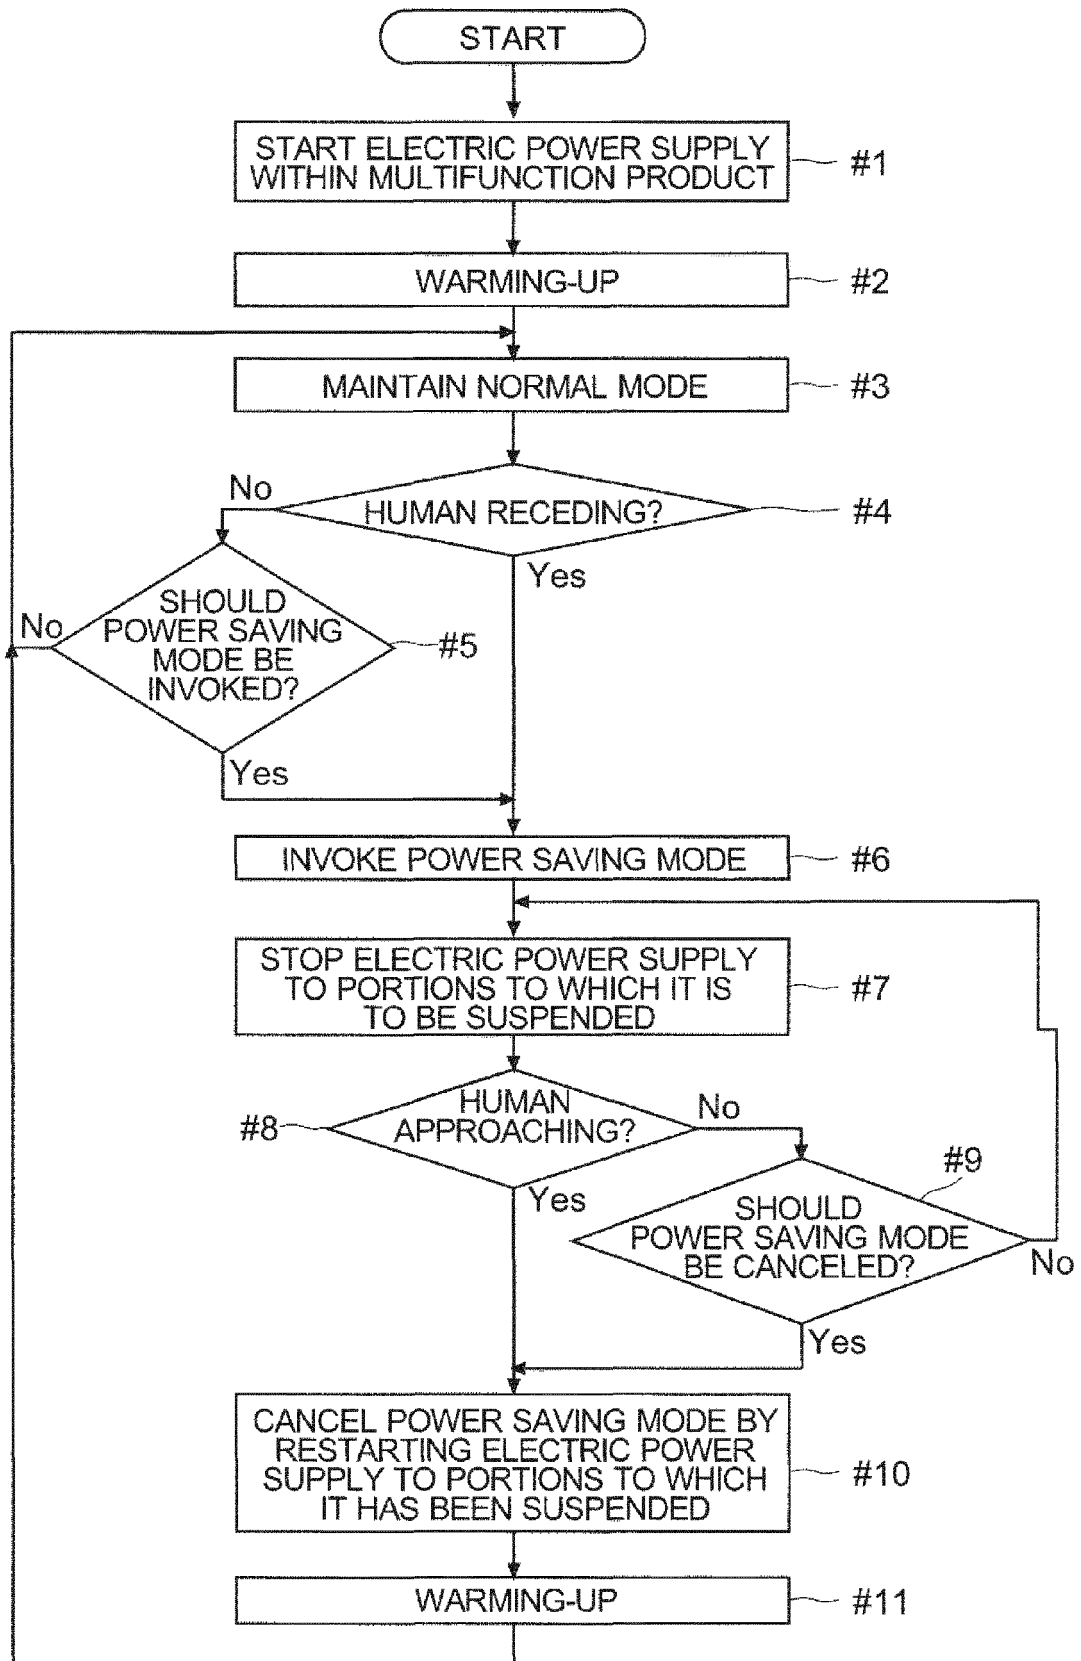 START
START ELECTRIC POWER SUPPLY
WITHIN MULTIFUNCTION PRODUCT
#1
WARMING-UP
#2
MAINTAIN NORMAL MODE
#3
No
HUMAN RECEDING?
#4
Yes
No
SHOULD
POWER SAVING
MODE BE
INVOKED?
#5
Yes
INVOKE POWER SAVING MODE
#6
STOP ELECTRIC POWER SUPPLY
TO PORTIONS TO WHICH IT IS
TO BE SUSPENDED
#7
#8
HUMAN
APPROACHING?
No
Yes
#9
SHOULD
POWER SAVING MODE
BE CANCELED?
No
Yes
CANCEL POWER SAVING MODE BY
RESTARTING ELECTRIC POWER
SUPPLY TO PORTIONS TO WHICH
IT HAS BEEN SUSPENDED
#10
WARMING-UP
#11